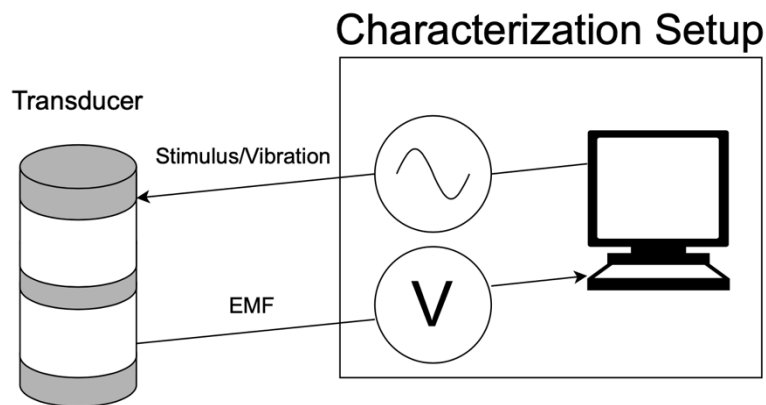 Characterization Setup
Transducer
Stimulus/Vibration
EMF
V